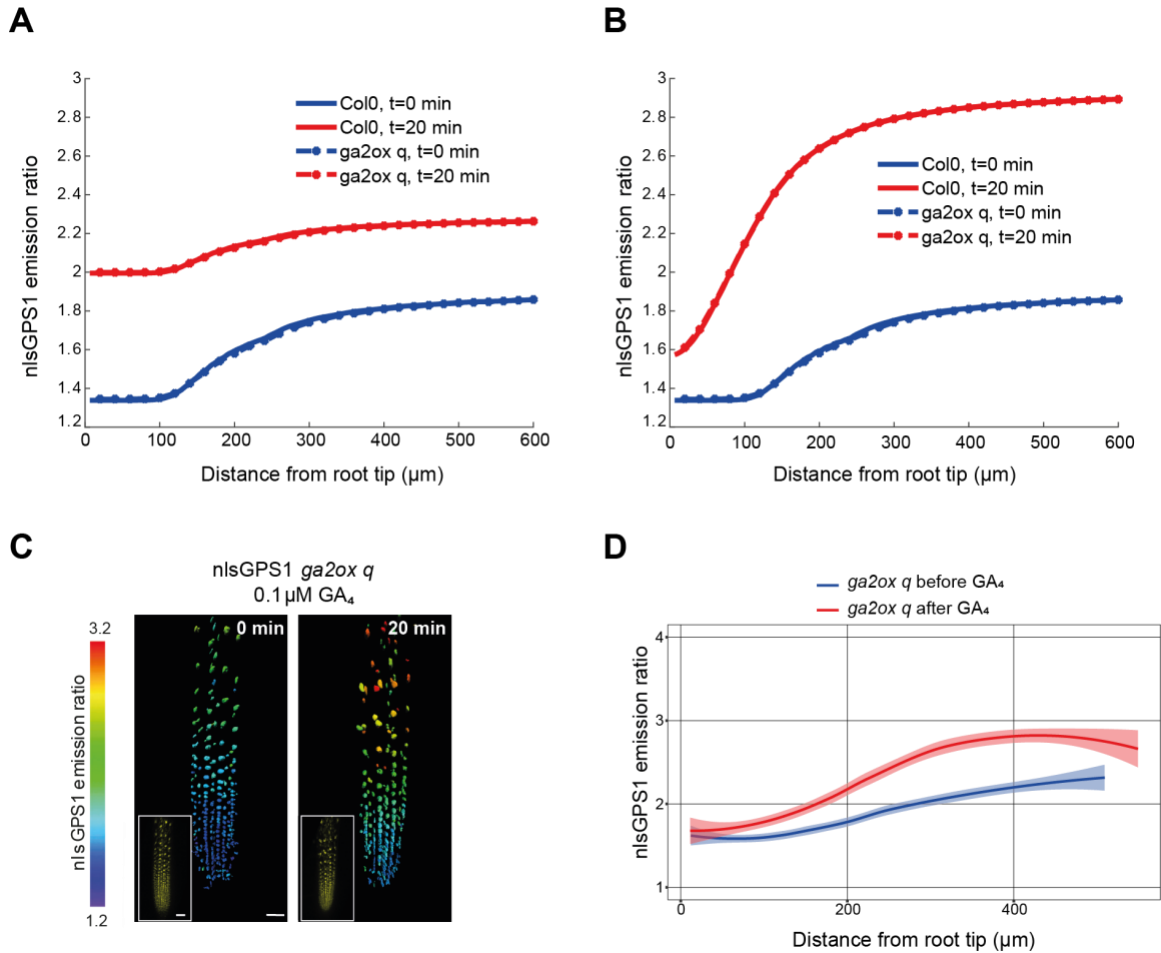 A
3
2.8
2.6
2.4
2.2
2
1.8
1.6
1.4
1.2
0
100
200
300
400
500
600
nlsGPS1 emission ratio
Distance from root tip (µm)
Col0, t=0 min
Col0, t=20 min
ga2ox q, t=0 min
ga2ox q, t=20 min
B
3
2.8
2.6
2.4
2.2
2
1.8
1.6
1.4
1.2
0
100
200
300
400
500
600
nlsGPS1 emission ratio
Distance from root tip (µm)
Col0, t=0 min
Col0, t=20 min
ga2ox q, t=0 min
ga2ox q, t=20 min
C
nlsGPS1 ga2ox q
0.1µM GA₄
3.2
nlsGPS1 emission ratio
1.2
0 min
20 min
D
ga2ox q before GA₄
ga2ox q after GA₄
4
3
2
1
0
200
400
nlsGPS1 emission ratio
Distance from root tip (µm)